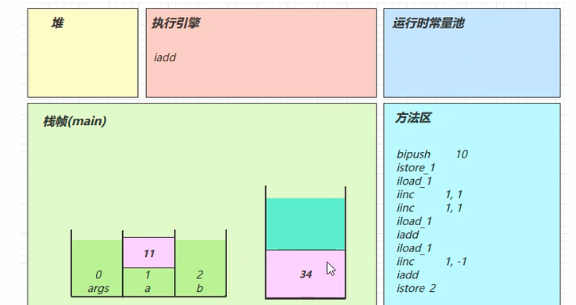 堆
执行引擎
iadd
运行时常量池
栈帧(main)
11
0 1 2
args a b
34
方法区
bipush 10
istore_1
iload_1
iinc 1, 1
iinc 1, 1
iload_1
iadd
iload_1
iinc 1, -1
iadd
istore 2